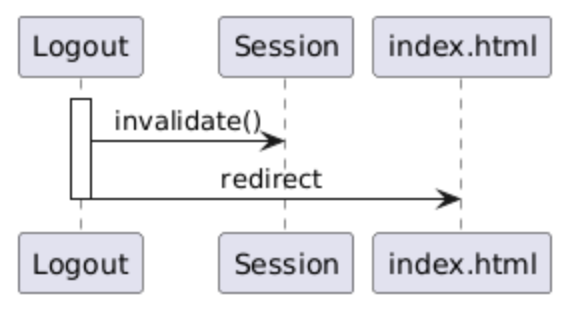 Logout Session index.html
invalidate()
redirect
Logout Session index.html